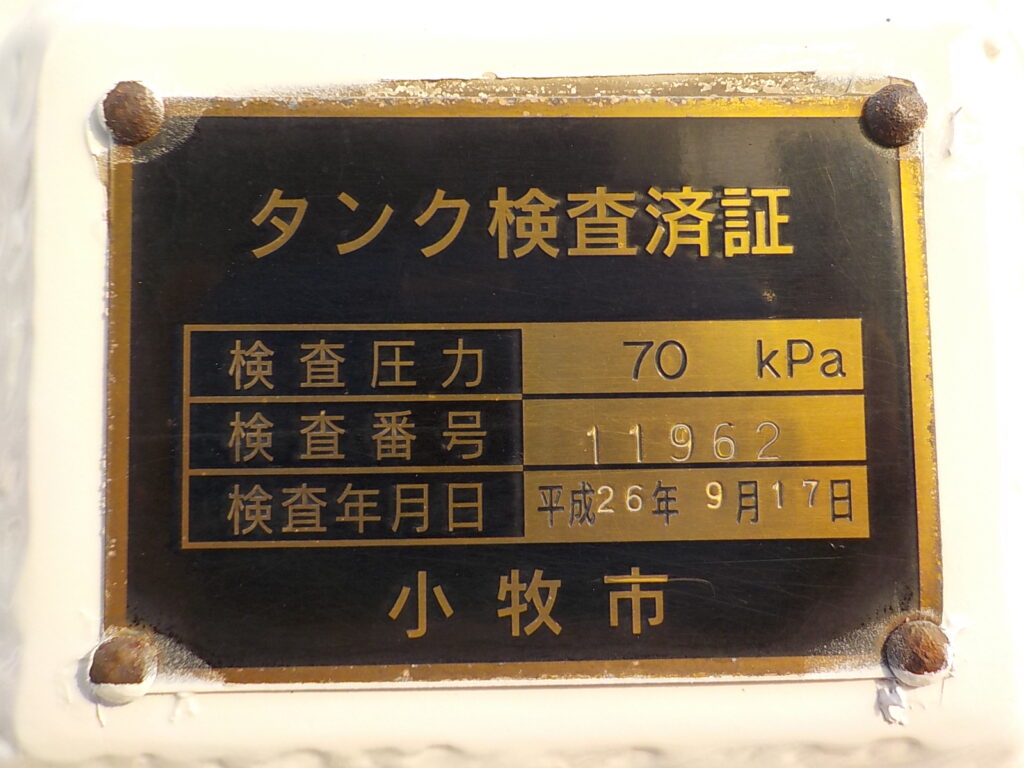 タンク検査済証
検査圧力 70 kPa
検査番号 11962
検査年月日 平成26年 9月17日
小牧市